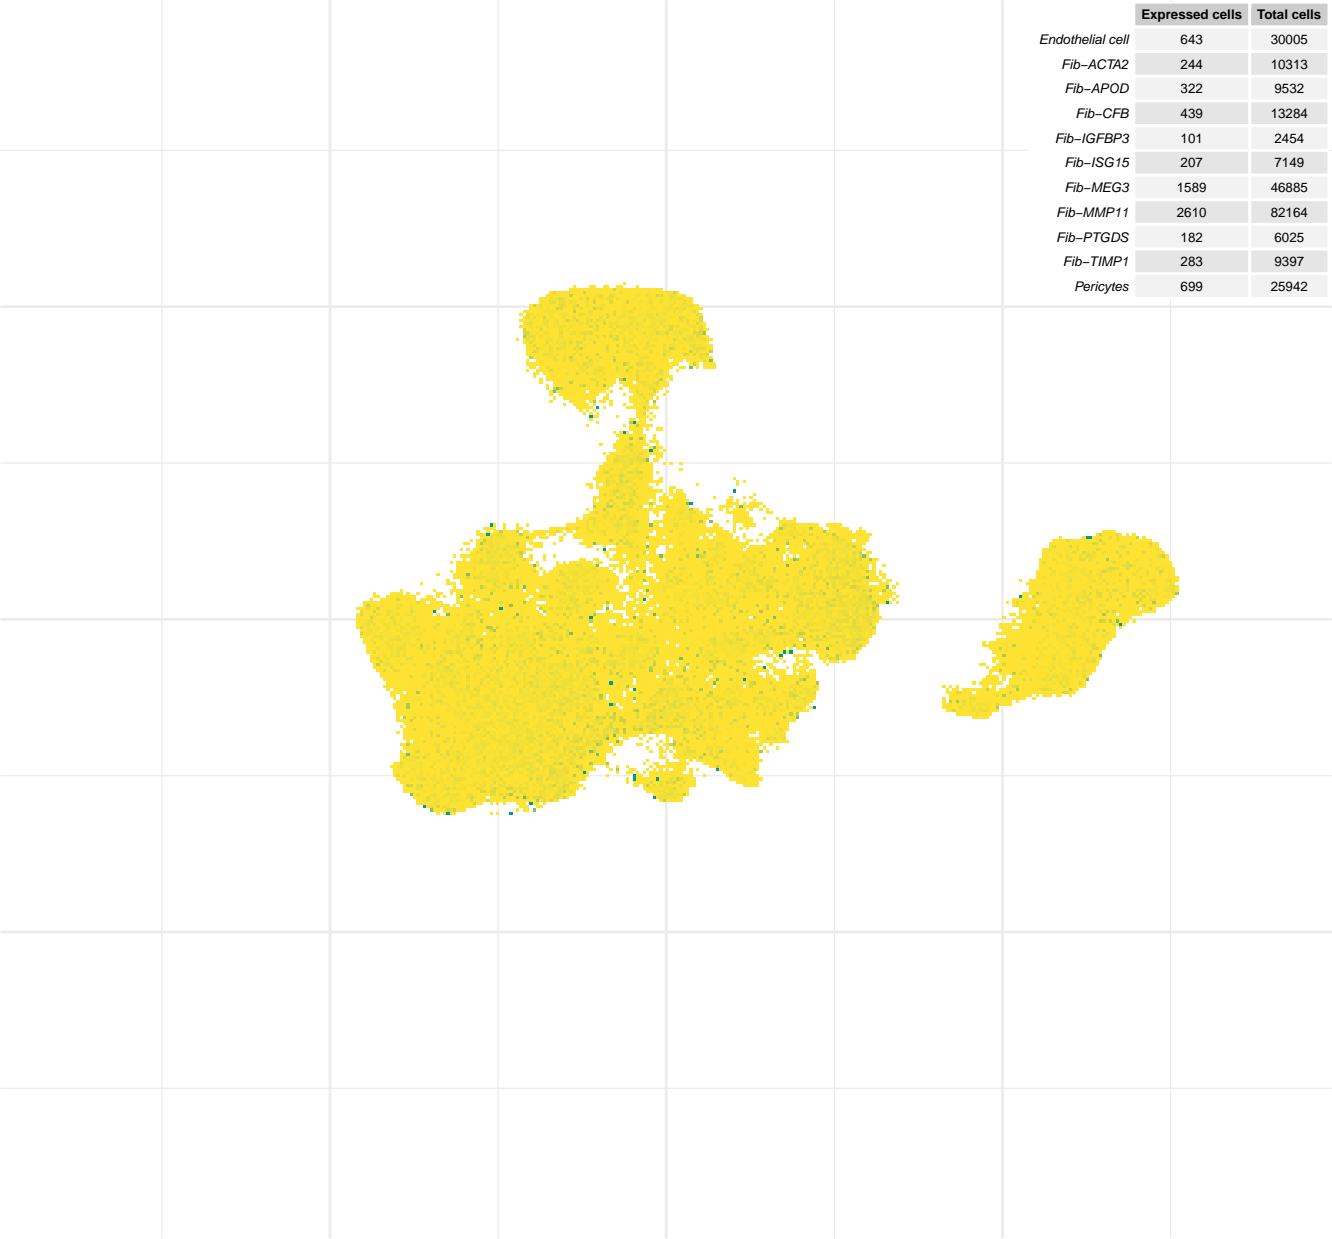 Expressed cells Total cells
Endothelial cell 643 30005
Fib−ACTA2 244 10313
Fib−APOD 322 9532
Fib−CFB 439 13284
Fib−IGFBP3 101 2454
Fib−ISG15 207 7149
Fib−MEG3 1589 46885
Fib−MMP11 2610 82164
Fib−PTGDS 182 6025
Fib−TIMP1 283 9397
Pericytes 699 25942